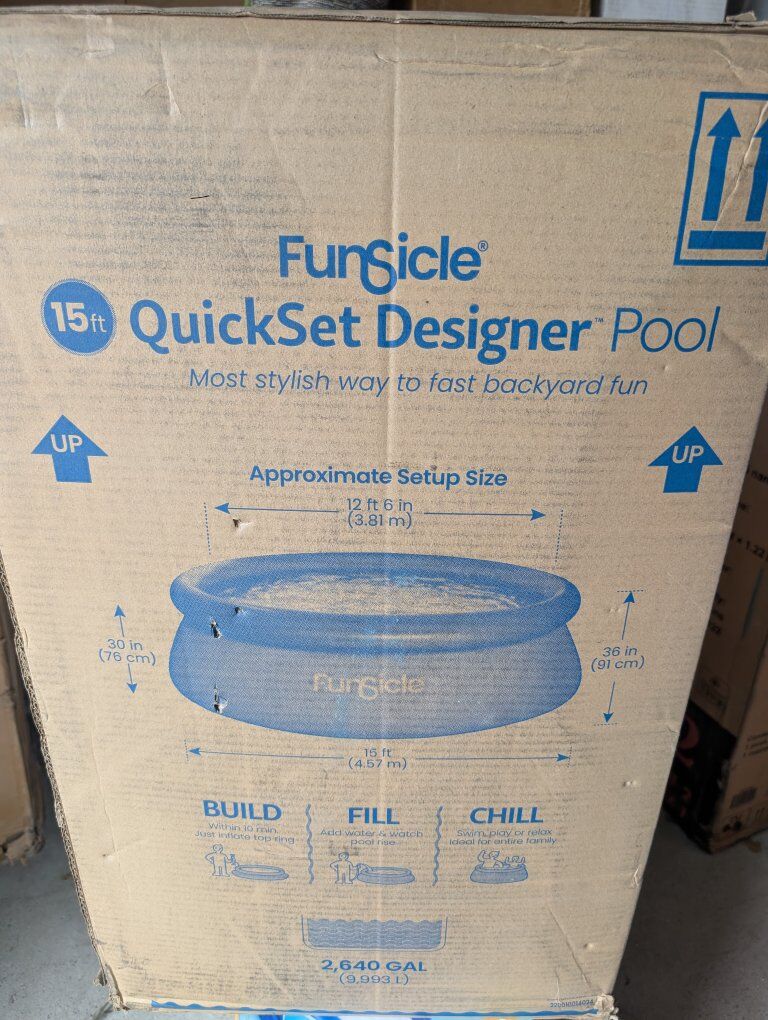 FunSicle®
15ft QuickSet Designer™ Pool
Most stylish way to fast backyard fun
UP
UP
Approximate Setup Size
12 ft 6 in
(3.81 m)
30 in
(76 cm)
36 in
(91 cm)
FunSicle
15 ft
(4.57 m)
BUILD
Within 10 min.
Just inflate top ring
FILL
Add water & watch
pool rise
CHILL
Swim, play or relax
Ideal for entire family
2,640 GAL
(9,993 L)